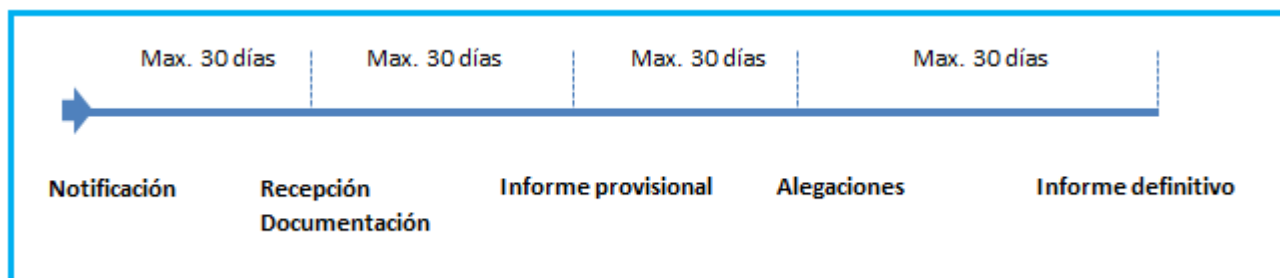 Max. 30 días Max. 30 días Max. 30 días Max. 30 días
Notificación Recepción Informe provisional Alegaciones Informe definitivo
Documentación